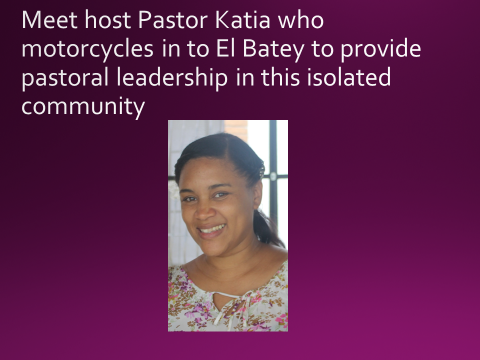 Meet host Pastor Katia who
motorcycles in to El Batey to provide
pastoral leadership in this isolated
community